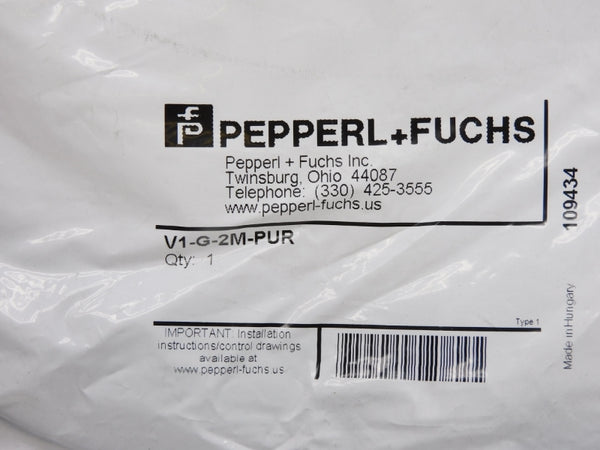 PEPPERL+FUCHS
Pepperl + Fuchs Inc.
Twinsburg, Ohio 44087
Telephone: (330) 425-3555
www.pepperl-fuchs.us
109434
V1-G-2M-PUR
Qty: 1
Type 1
Made in Hungary
IMPORTANT: Installation
instructions/control drawings
available at
www.pepperl-fuchs.us